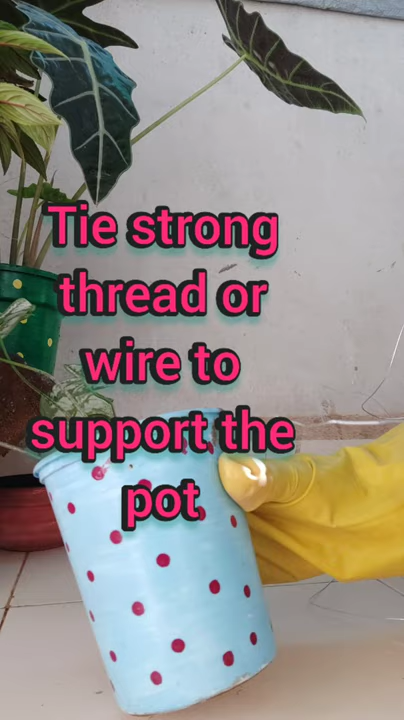 Tie strong
thread or
wire to
support the
pot